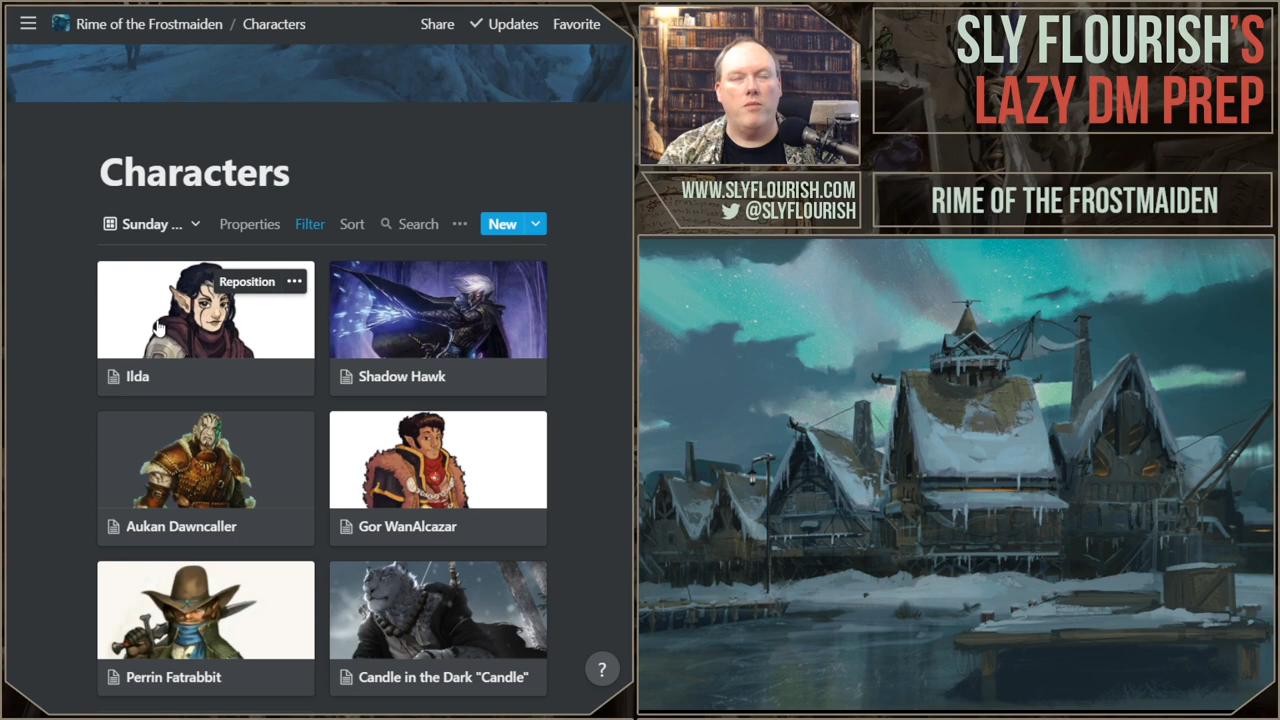 Rime of the Frostmaiden / Characters
Share
Updates
Favorite
Characters
Sunday ...
Properties
Filter
Sort
Search
New
Reposition
Ilda
Shadow Hawk
Aukan Dawncaller
Gor WanAlcazar
Perrin Fatrabbit
Candle in the Dark "Candle"
?
SLY FLOURISH'S
LAZY DM PREP
WWW.SLYFLOURISH.COM
@SLYFLOURISH
RIME OF THE FROSTMAIDEN